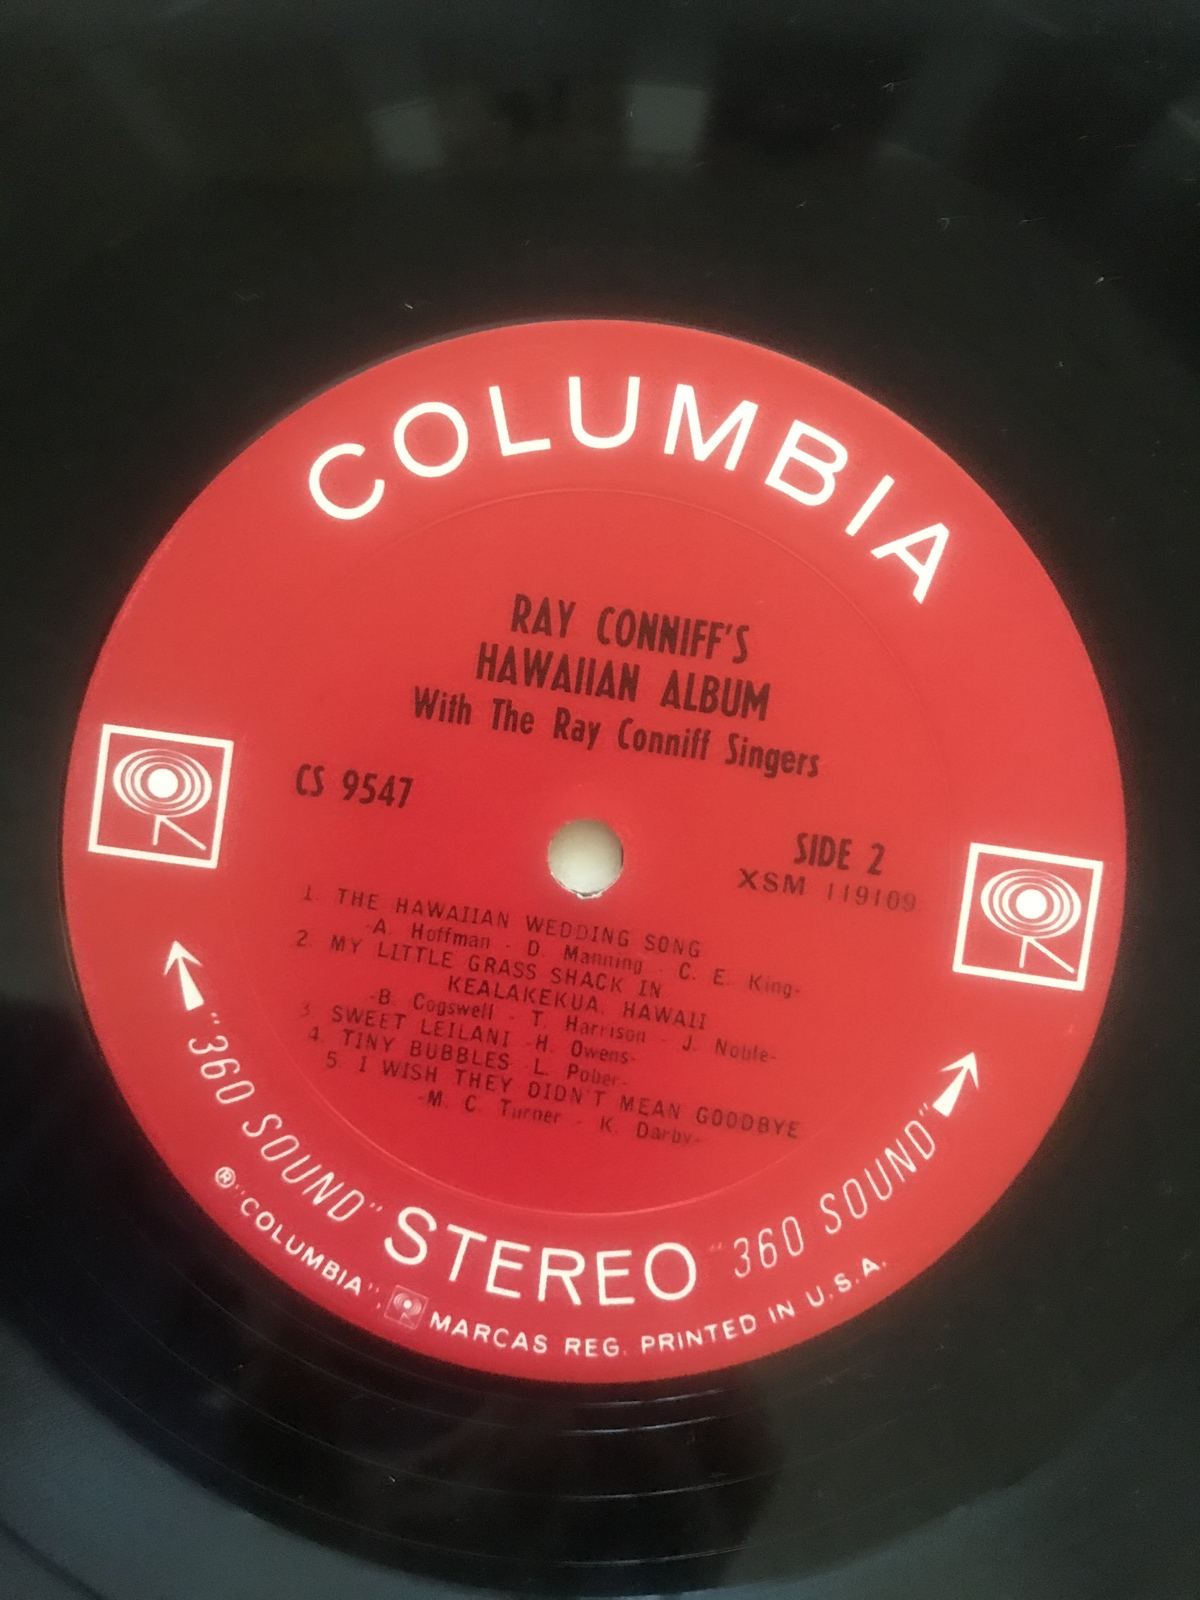 COLUMBIA
RAY CONNIFF'S
HAWAIIAN ALBUM
With The Ray Conniff Singers
CS 9547
SIDE 2
XSM 119109
1. THE HAWAIIAN WEDDING SONG
-A. Hoffman - D. Manning - C. E. King-
2. MY LITTLE GRASS SHACK IN
KEALAKEKUA, HAWAII
-B. Cogswell - T. Harrison - J. Noble-
3. SWEET LEILANI -H. Owens-
4. TINY BUBBLES -L. Pober-
5. I WISH THEY DIDN'T MEAN GOODBYE
-M. C. Turner - K. Darby-
"360 SOUND" STEREO "360 SOUND"
® "COLUMBIA", MARCAS REG. PRINTED IN U.S.A.